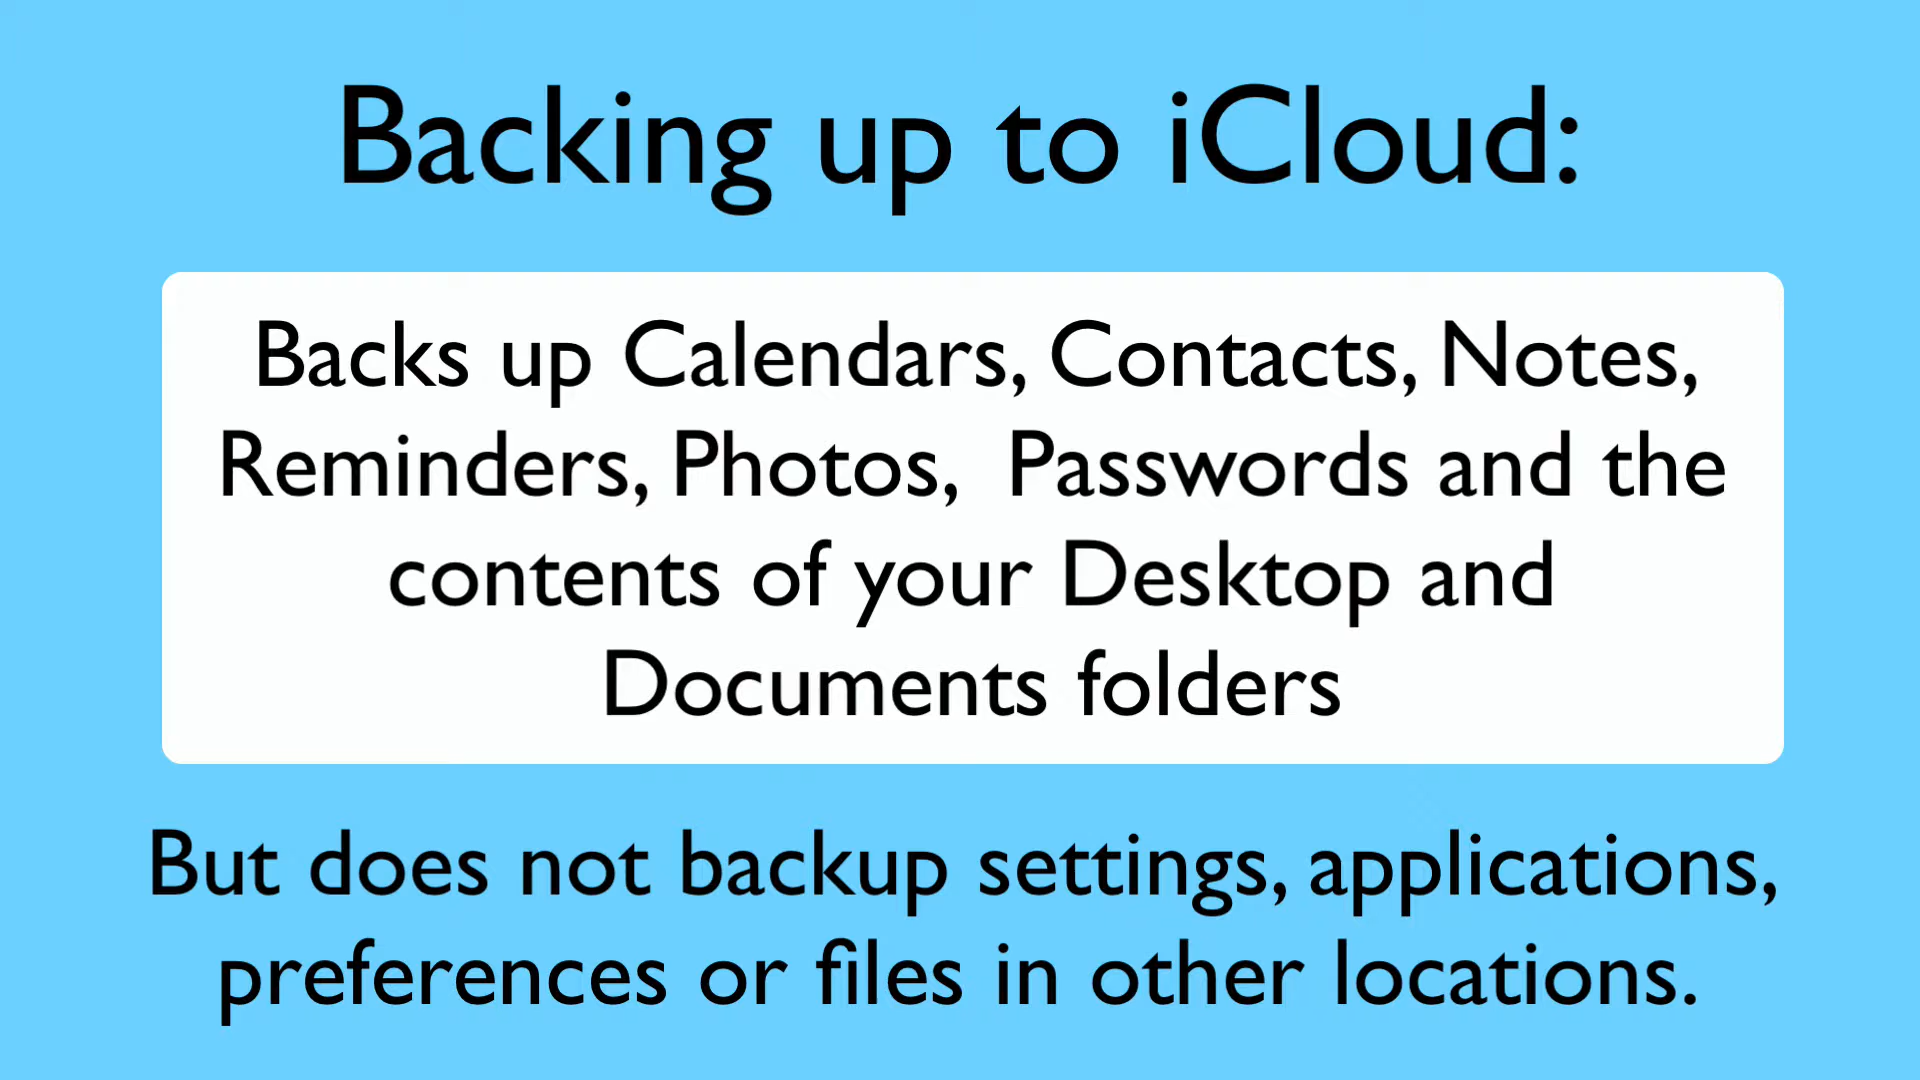 Backing up to iCloud:
Backs up Calendars, Contacts, Notes,
Reminders, Photos,  Passwords and the
contents of your Desktop and
Documents folders
But does not backup settings, applications,
preferences or files in other locations.